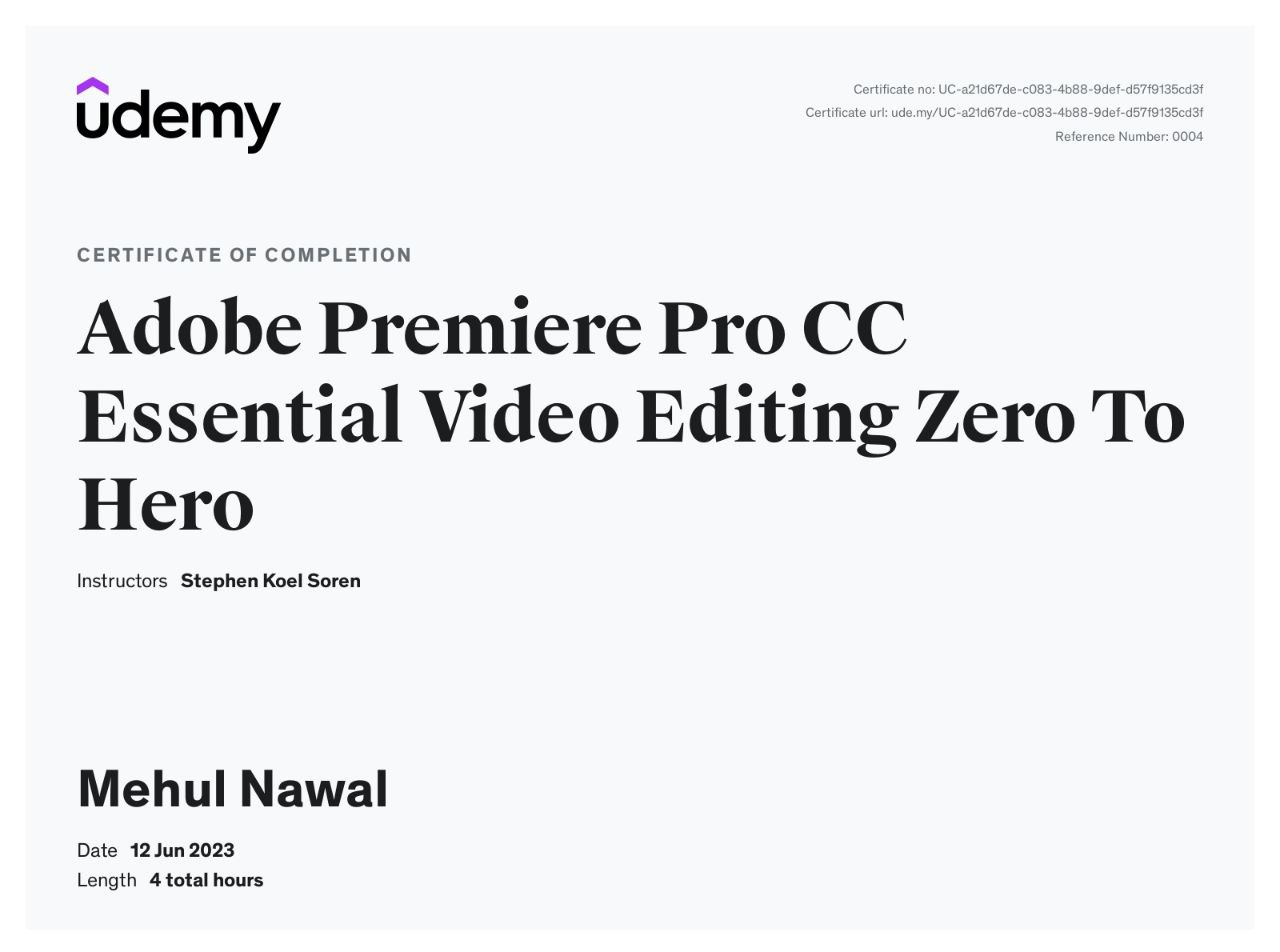 udemy
Certificate no: UC-a21d67de-c083-4b88-9def-d57f9135cd3f
Certificate url: ude.my/UC-a21d67de-c083-4b88-9def-d57f9135cd3f
Reference Number: 0004
CERTIFICATE OF COMPLETION
Adobe Premiere Pro CC
Essential Video Editing Zero To
Hero
Instructors Stephen Koel Soren
Mehul Nawal
Date 12 Jun 2023
Length 4 total hours